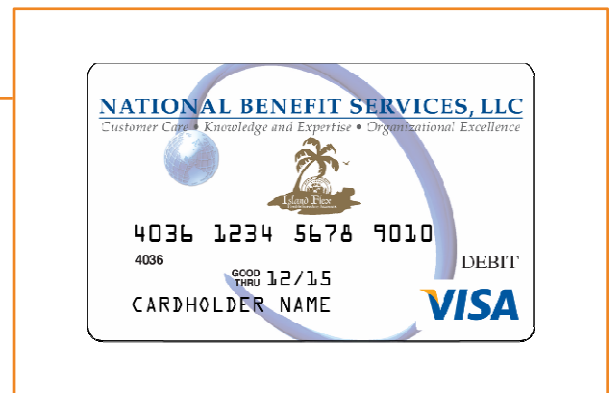 NATIONAL BENEFIT SERVICES, LLC
Customer Care • Knowledge and Expertise • Organizational Excellence
Island Flex
4036 1234 5678 9010
4036
DEBIT
GOOD THRU 12/15
CARDHOLDER NAME
VISA